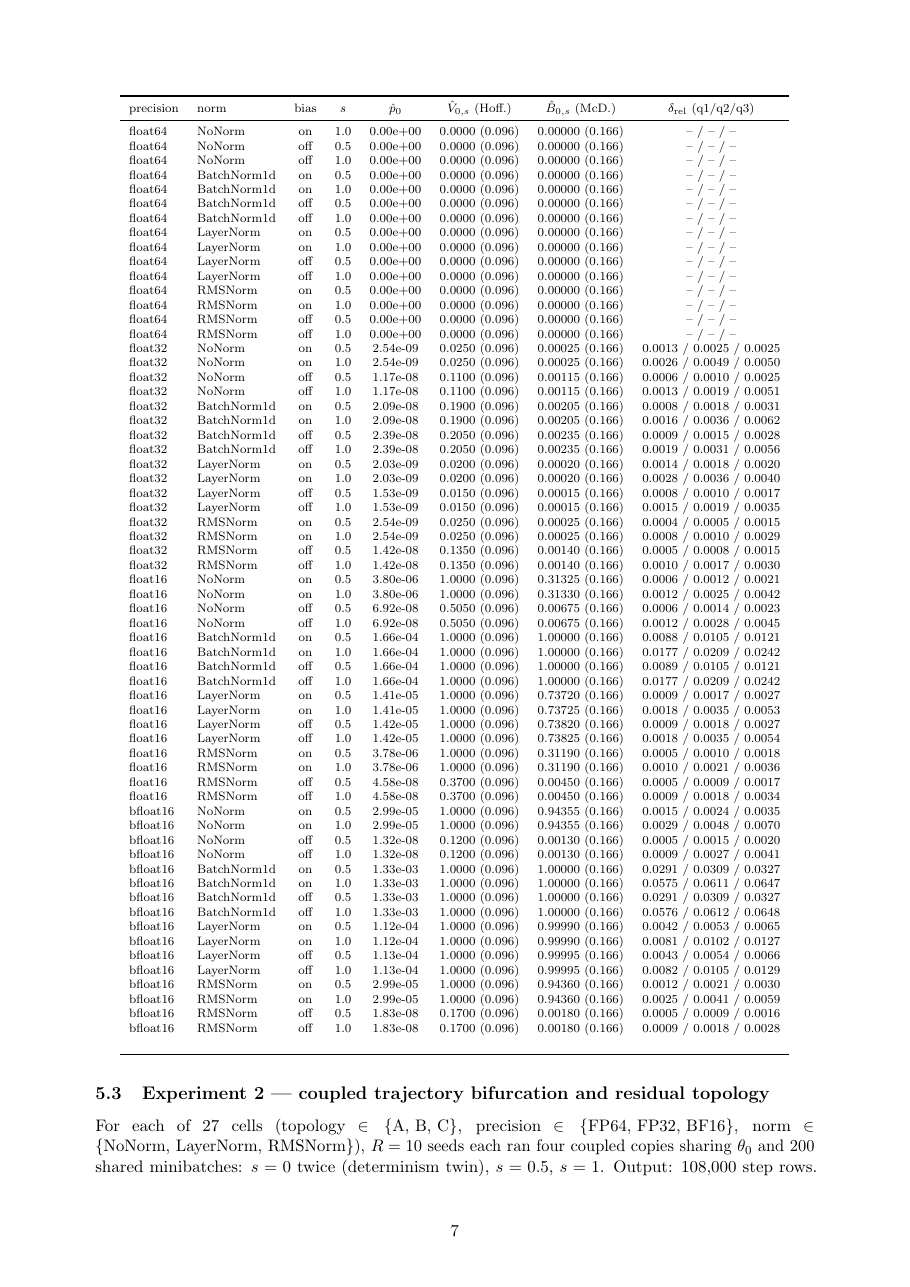 precision norm bias s p̂₀ V̂₀,ₛ (Hoff.) B̂₀,ₛ (McD.) δrel (q1/q2/q3)
float64 NoNorm on 1.0 0.00e+00 0.0000 (0.096) 0.00000 (0.166) – / – / –
float64 NoNorm off 0.5 0.00e+00 0.0000 (0.096) 0.00000 (0.166) – / – / –
float64 NoNorm off 1.0 0.00e+00 0.0000 (0.096) 0.00000 (0.166) – / – / –
float64 BatchNorm1d on 0.5 0.00e+00 0.0000 (0.096) 0.00000 (0.166) – / – / –
float64 BatchNorm1d on 1.0 0.00e+00 0.0000 (0.096) 0.00000 (0.166) – / – / –
float64 BatchNorm1d off 0.5 0.00e+00 0.0000 (0.096) 0.00000 (0.166) – / – / –
float64 BatchNorm1d off 1.0 0.00e+00 0.0000 (0.096) 0.00000 (0.166) – / – / –
float64 LayerNorm on 0.5 0.00e+00 0.0000 (0.096) 0.00000 (0.166) – / – / –
float64 LayerNorm on 1.0 0.00e+00 0.0000 (0.096) 0.00000 (0.166) – / – / –
float64 LayerNorm off 0.5 0.00e+00 0.0000 (0.096) 0.00000 (0.166) – / – / –
float64 LayerNorm off 1.0 0.00e+00 0.0000 (0.096) 0.00000 (0.166) – / – / –
float64 RMSNorm on 0.5 0.00e+00 0.0000 (0.096) 0.00000 (0.166) – / – / –
float64 RMSNorm on 1.0 0.00e+00 0.0000 (0.096) 0.00000 (0.166) – / – / –
float64 RMSNorm off 0.5 0.00e+00 0.0000 (0.096) 0.00000 (0.166) – / – / –
float64 RMSNorm off 1.0 0.00e+00 0.0000 (0.096) 0.00000 (0.166) – / – / –
float32 NoNorm on 0.5 2.54e-09 0.0250 (0.096) 0.00025 (0.166) 0.0013 / 0.0025 / 0.0025
float32 NoNorm on 1.0 2.54e-09 0.0250 (0.096) 0.00025 (0.166) 0.0026 / 0.0049 / 0.0050
float32 NoNorm off 0.5 1.17e-08 0.1100 (0.096) 0.00115 (0.166) 0.0006 / 0.0010 / 0.0025
float32 NoNorm off 1.0 1.17e-08 0.1100 (0.096) 0.00115 (0.166) 0.0013 / 0.0019 / 0.0051
float32 BatchNorm1d on 0.5 2.09e-08 0.1900 (0.096) 0.00205 (0.166) 0.0008 / 0.0018 / 0.0031
float32 BatchNorm1d on 1.0 2.09e-08 0.1900 (0.096) 0.00205 (0.166) 0.0016 / 0.0036 / 0.0062
float32 BatchNorm1d off 0.5 2.39e-08 0.2050 (0.096) 0.00235 (0.166) 0.0009 / 0.0015 / 0.0028
float32 BatchNorm1d off 1.0 2.39e-08 0.2050 (0.096) 0.00235 (0.166) 0.0019 / 0.0031 / 0.0056
float32 LayerNorm on 0.5 2.03e-09 0.0200 (0.096) 0.00020 (0.166) 0.0014 / 0.0018 / 0.0020
float32 LayerNorm on 1.0 2.03e-09 0.0200 (0.096) 0.00020 (0.166) 0.0028 / 0.0036 / 0.0040
float32 LayerNorm off 0.5 1.53e-09 0.0150 (0.096) 0.00015 (0.166) 0.0008 / 0.0010 / 0.0017
float32 LayerNorm off 1.0 1.53e-09 0.0150 (0.096) 0.00015 (0.166) 0.0015 / 0.0019 / 0.0035
float32 RMSNorm on 0.5 2.54e-09 0.0250 (0.096) 0.00025 (0.166) 0.0004 / 0.0005 / 0.0015
float32 RMSNorm on 1.0 2.54e-09 0.0250 (0.096) 0.00025 (0.166) 0.0008 / 0.0010 / 0.0029
float32 RMSNorm off 0.5 1.42e-08 0.1350 (0.096) 0.00140 (0.166) 0.0005 / 0.0008 / 0.0015
float32 RMSNorm off 1.0 1.42e-08 0.1350 (0.096) 0.00140 (0.166) 0.0010 / 0.0017 / 0.0030
float16 NoNorm on 0.5 3.80e-06 1.0000 (0.096) 0.31325 (0.166) 0.0006 / 0.0012 / 0.0021
float16 NoNorm on 1.0 3.80e-06 1.0000 (0.096) 0.31330 (0.166) 0.0012 / 0.0025 / 0.0042
float16 NoNorm off 0.5 6.92e-08 0.5050 (0.096) 0.00675 (0.166) 0.0006 / 0.0014 / 0.0023
float16 NoNorm off 1.0 6.92e-08 0.5050 (0.096) 0.00675 (0.166) 0.0012 / 0.0028 / 0.0045
float16 BatchNorm1d on 0.5 1.66e-04 1.0000 (0.096) 1.00000 (0.166) 0.0088 / 0.0105 / 0.0121
float16 BatchNorm1d on 1.0 1.66e-04 1.0000 (0.096) 1.00000 (0.166) 0.0177 / 0.0209 / 0.0242
float16 BatchNorm1d off 0.5 1.66e-04 1.0000 (0.096) 1.00000 (0.166) 0.0089 / 0.0105 / 0.0121
float16 BatchNorm1d off 1.0 1.66e-04 1.0000 (0.096) 1.00000 (0.166) 0.0177 / 0.0209 / 0.0242
float16 LayerNorm on 0.5 1.41e-05 1.0000 (0.096) 0.73720 (0.166) 0.0009 / 0.0017 / 0.0027
float16 LayerNorm on 1.0 1.41e-05 1.0000 (0.096) 0.73725 (0.166) 0.0018 / 0.0035 / 0.0053
float16 LayerNorm off 0.5 1.42e-05 1.0000 (0.096) 0.73820 (0.166) 0.0009 / 0.0018 / 0.0027
float16 LayerNorm off 1.0 1.42e-05 1.0000 (0.096) 0.73825 (0.166) 0.0018 / 0.0035 / 0.0054
float16 RMSNorm on 0.5 3.78e-06 1.0000 (0.096) 0.31190 (0.166) 0.0005 / 0.0010 / 0.0018
float16 RMSNorm on 1.0 3.78e-06 1.0000 (0.096) 0.31190 (0.166) 0.0010 / 0.0021 / 0.0036
float16 RMSNorm off 0.5 4.58e-08 0.3700 (0.096) 0.00450 (0.166) 0.0005 / 0.0009 / 0.0017
float16 RMSNorm off 1.0 4.58e-08 0.3700 (0.096) 0.00450 (0.166) 0.0009 / 0.0018 / 0.0034
bfloat16 NoNorm on 0.5 2.99e-05 1.0000 (0.096) 0.94355 (0.166) 0.0015 / 0.0024 / 0.0035
bfloat16 NoNorm on 1.0 2.99e-05 1.0000 (0.096) 0.94355 (0.166) 0.0029 / 0.0048 / 0.0070
bfloat16 NoNorm off 0.5 1.32e-08 0.1200 (0.096) 0.00130 (0.166) 0.0005 / 0.0015 / 0.0020
bfloat16 NoNorm off 1.0 1.32e-08 0.1200 (0.096) 0.00130 (0.166) 0.0009 / 0.0027 / 0.0041
bfloat16 BatchNorm1d on 0.5 1.33e-03 1.0000 (0.096) 1.00000 (0.166) 0.0291 / 0.0309 / 0.0327
bfloat16 BatchNorm1d on 1.0 1.33e-03 1.0000 (0.096) 1.00000 (0.166) 0.0575 / 0.0611 / 0.0647
bfloat16 BatchNorm1d off 0.5 1.33e-03 1.0000 (0.096) 1.00000 (0.166) 0.0291 / 0.0309 / 0.0327
bfloat16 BatchNorm1d off 1.0 1.33e-03 1.0000 (0.096) 1.00000 (0.166) 0.0576 / 0.0612 / 0.0648
bfloat16 LayerNorm on 0.5 1.12e-04 1.0000 (0.096) 0.99990 (0.166) 0.0042 / 0.0053 / 0.0065
bfloat16 LayerNorm on 1.0 1.12e-04 1.0000 (0.096) 0.99990 (0.166) 0.0081 / 0.0102 / 0.0127
bfloat16 LayerNorm off 0.5 1.13e-04 1.0000 (0.096) 0.99995 (0.166) 0.0043 / 0.0054 / 0.0066
bfloat16 LayerNorm off 1.0 1.13e-04 1.0000 (0.096) 0.99995 (0.166) 0.0082 / 0.0105 / 0.0129
bfloat16 RMSNorm on 0.5 2.99e-05 1.0000 (0.096) 0.94360 (0.166) 0.0012 / 0.0021 / 0.0030
bfloat16 RMSNorm on 1.0 2.99e-05 1.0000 (0.096) 0.94360 (0.166) 0.0025 / 0.0041 / 0.0059
bfloat16 RMSNorm off 0.5 1.83e-08 0.1700 (0.096) 0.00180 (0.166) 0.0005 / 0.0009 / 0.0016
bfloat16 RMSNorm off 1.0 1.83e-08 0.1700 (0.096) 0.00180 (0.166) 0.0009 / 0.0018 / 0.0028
5.3 Experiment 2 — coupled trajectory bifurcation and residual topology
For each of 27 cells (topology ∈ {A, B, C}, precision ∈ {FP64, FP32, BF16}, norm ∈
{NoNorm, LayerNorm, RMSNorm}), R = 10 seeds each ran four coupled copies sharing θ₀ and 200
shared minibatches: s = 0 twice (determinism twin), s = 0.5, s = 1. Output: 108,000 step rows.
7